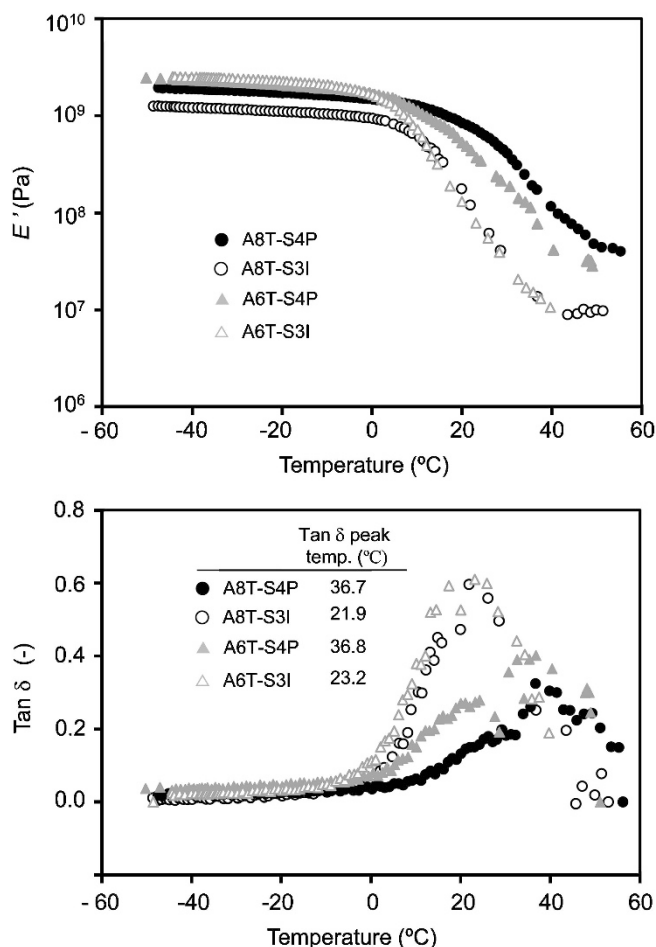 10¹⁰
10⁹
10⁸
10⁷
10⁶
E ’ (Pa)
A8T-S4P
A8T-S3I
A6T-S4P
A6T-S3I
- 60 -40 -20 0 20 40 60
Temperature (ºC)
0.8
0.6
0.4
0.2
0.0
Tan δ (-)
Tan δ peak
temp. (°C)
A8T-S4P 36.7
A8T-S3I 21.9
A6T-S4P 36.8
A6T-S3I 23.2
- 60 -40 -20 0 20 40 60
Temperature (ºC)